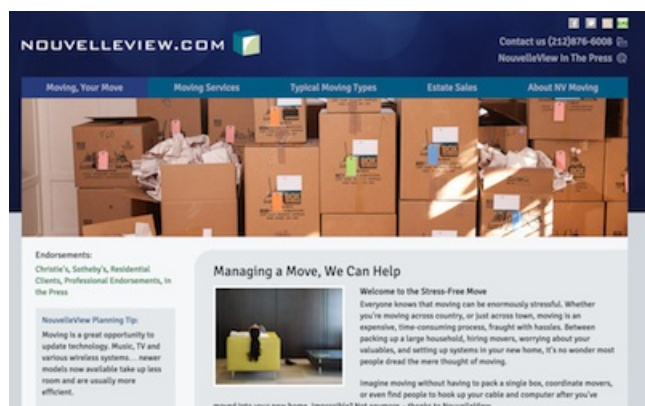 NOUVELLEVIEW.COM
Contact us (212)876-6008
NouvelleView In The Press
Moving, Your Move
Moving Services
Typical Moving Types
Estate Sales
About NV Moving
Endorsements:
Christie's, Sotheby's, Residential
Clients, Professional Endorsements, In
the Press
NouvelleView Planning Tip:
Moving is a great opportunity to
update technology. Music, TV and
various wireless systems... newer
models now available take up less
room and are usually more
efficient.
Managing a Move, We Can Help
Welcome to the Stress-Free Move
Everyone knows that moving can be enormously stressful. Whether
you're moving across country, or just across town, moving is an
expensive, time-consuming process, fraught with hassles. Between
packing up a large household, hiring movers, worrying about your
valuables, and setting up systems in your new home, it's no wonder most
people dread the mere thought of moving.
Imagine moving without having to pack a single box, coordinate movers,
or even find people to hook up your cable and computer after you've